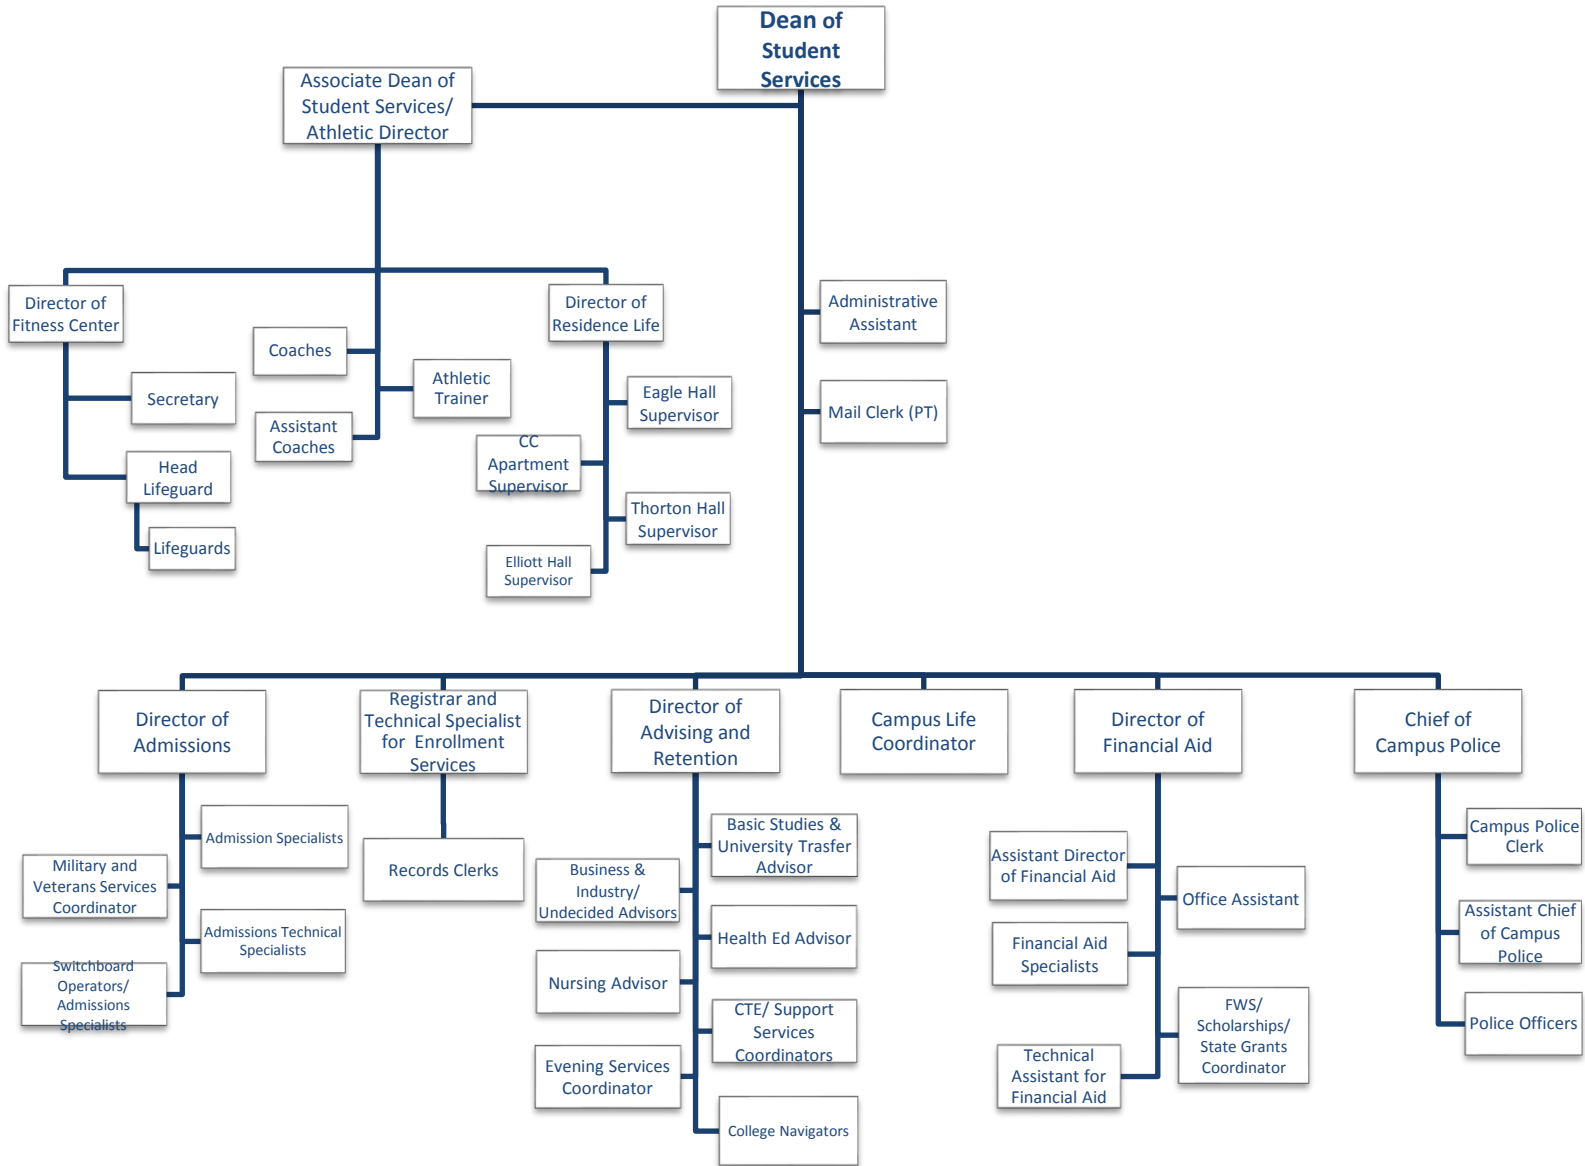 Dean of
Student
Services
Associate Dean of
Student Services/
Athletic Director
Director of
Fitness Center
Secretary
Head
Lifeguard
Lifeguards
Coaches
Assistant
Coaches
Athletic
Trainer
Director of
Residence Life
Eagle Hall
Supervisor
CC
Apartment
Supervisor
Thorton Hall
Supervisor
Elliott Hall
Supervisor
Administrative
Assistant
Mail Clerk (PT)
Director of
Admissions
Admission Specialists
Military and
Veterans Services
Coordinator
Admissions Technical
Specialists
Switchboard
Operators/
Admissions
Specialists
Registrar and
Technical Specialist
for Enrollment
Services
Records Clerks
Director of
Advising and
Retention
Basic Studies &
University Trasfer
Advisor
Business &
Industry/
Undecided Advisors
Health Ed Advisor
Nursing Advisor
CTE/ Support
Services
Coordinators
Evening Services
Coordinator
College Navigators
Campus Life
Coordinator
Director of
Financial Aid
Assistant Director
of Financial Aid
Office Assistant
Financial Aid
Specialists
FWS/
Scholarships/
State Grants
Coordinator
Technical
Assistant for
Financial Aid
Chief of
Campus Police
Campus Police
Clerk
Assistant Chief
of Campus
Police
Police Officers